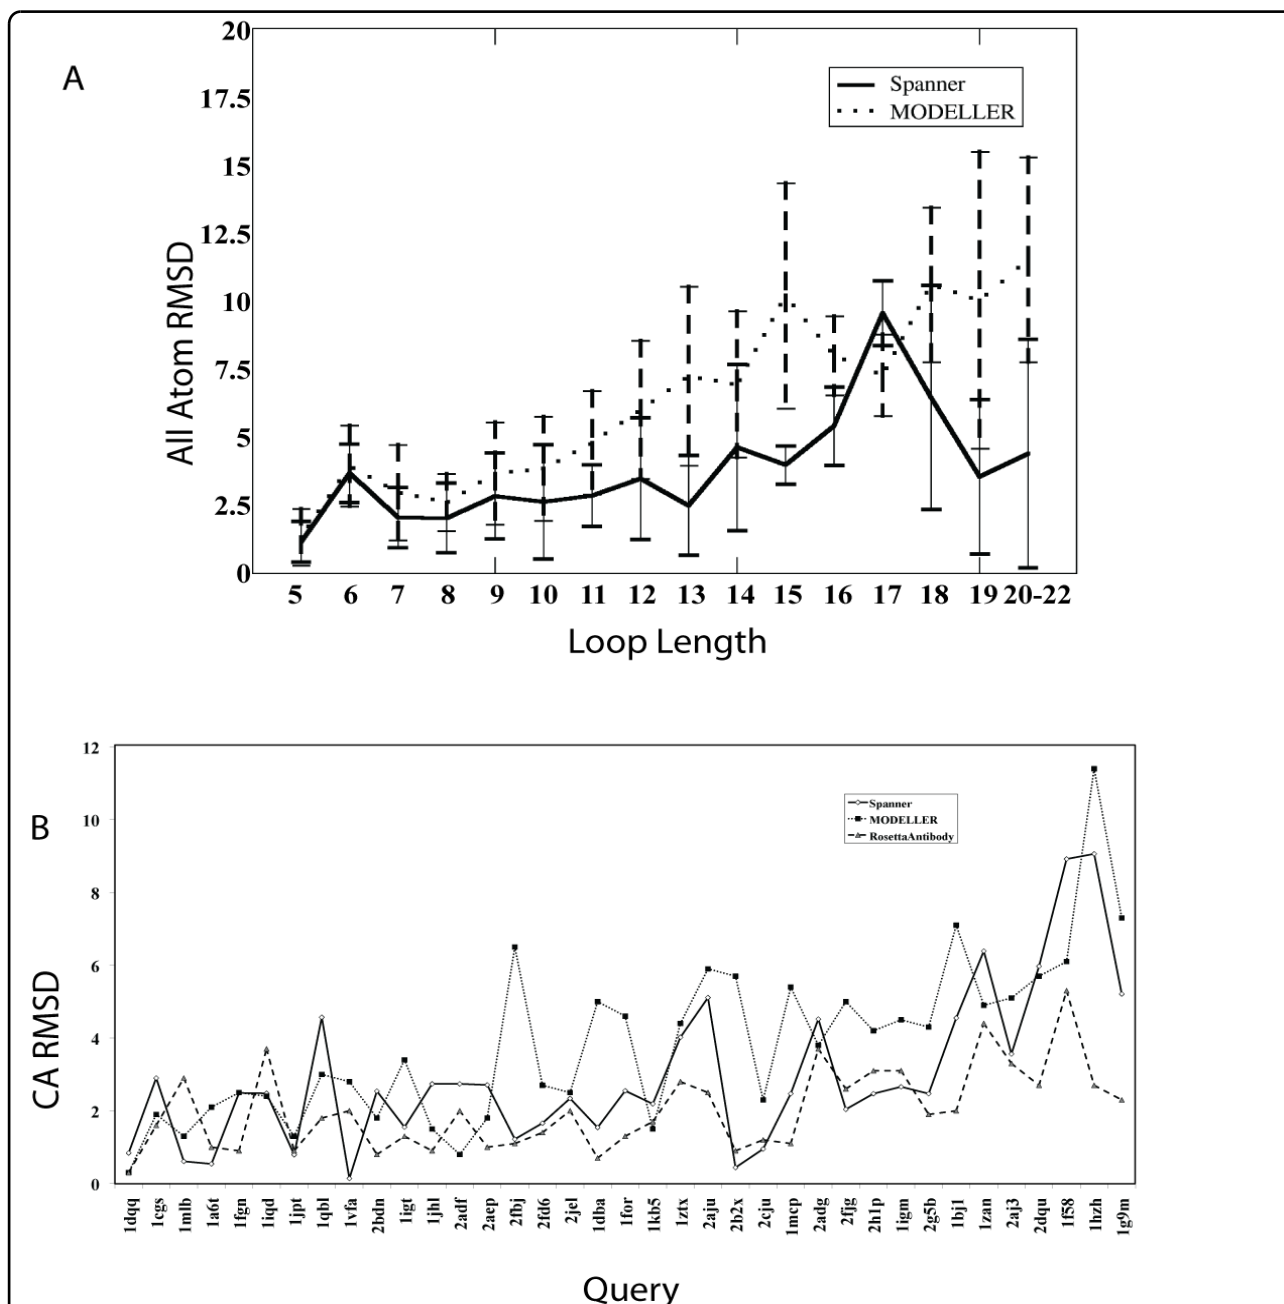 A
20
17.5
15
12.5
10
7.5
5
2.5
0
All Atom RMSD
Spanner
MODELLER
5 6 7 8 9 10 11 12 13 14 15 16 17 18 19 20-22
Loop Length
B
12
10
8
6
4
2
0
CA RMSD
Spanner
MODELLER
RosettaAntibody
1dqq 1cgs 1mlb 1a6t 1fgn 1iqd 1jpt 1qbl 1vfa 2bdn 1igt 1jhl 2adf 2aep 2fbj 2fd6 2jel 1dba 1for 1kb5 1ztx 2aju 2b2x 2cju 1mcp 2adg 2fjg 2h1p 1igm 2g5b 1bj1 1zan 2aj3 2dqu 1f58 1hzh 1g9m
Query